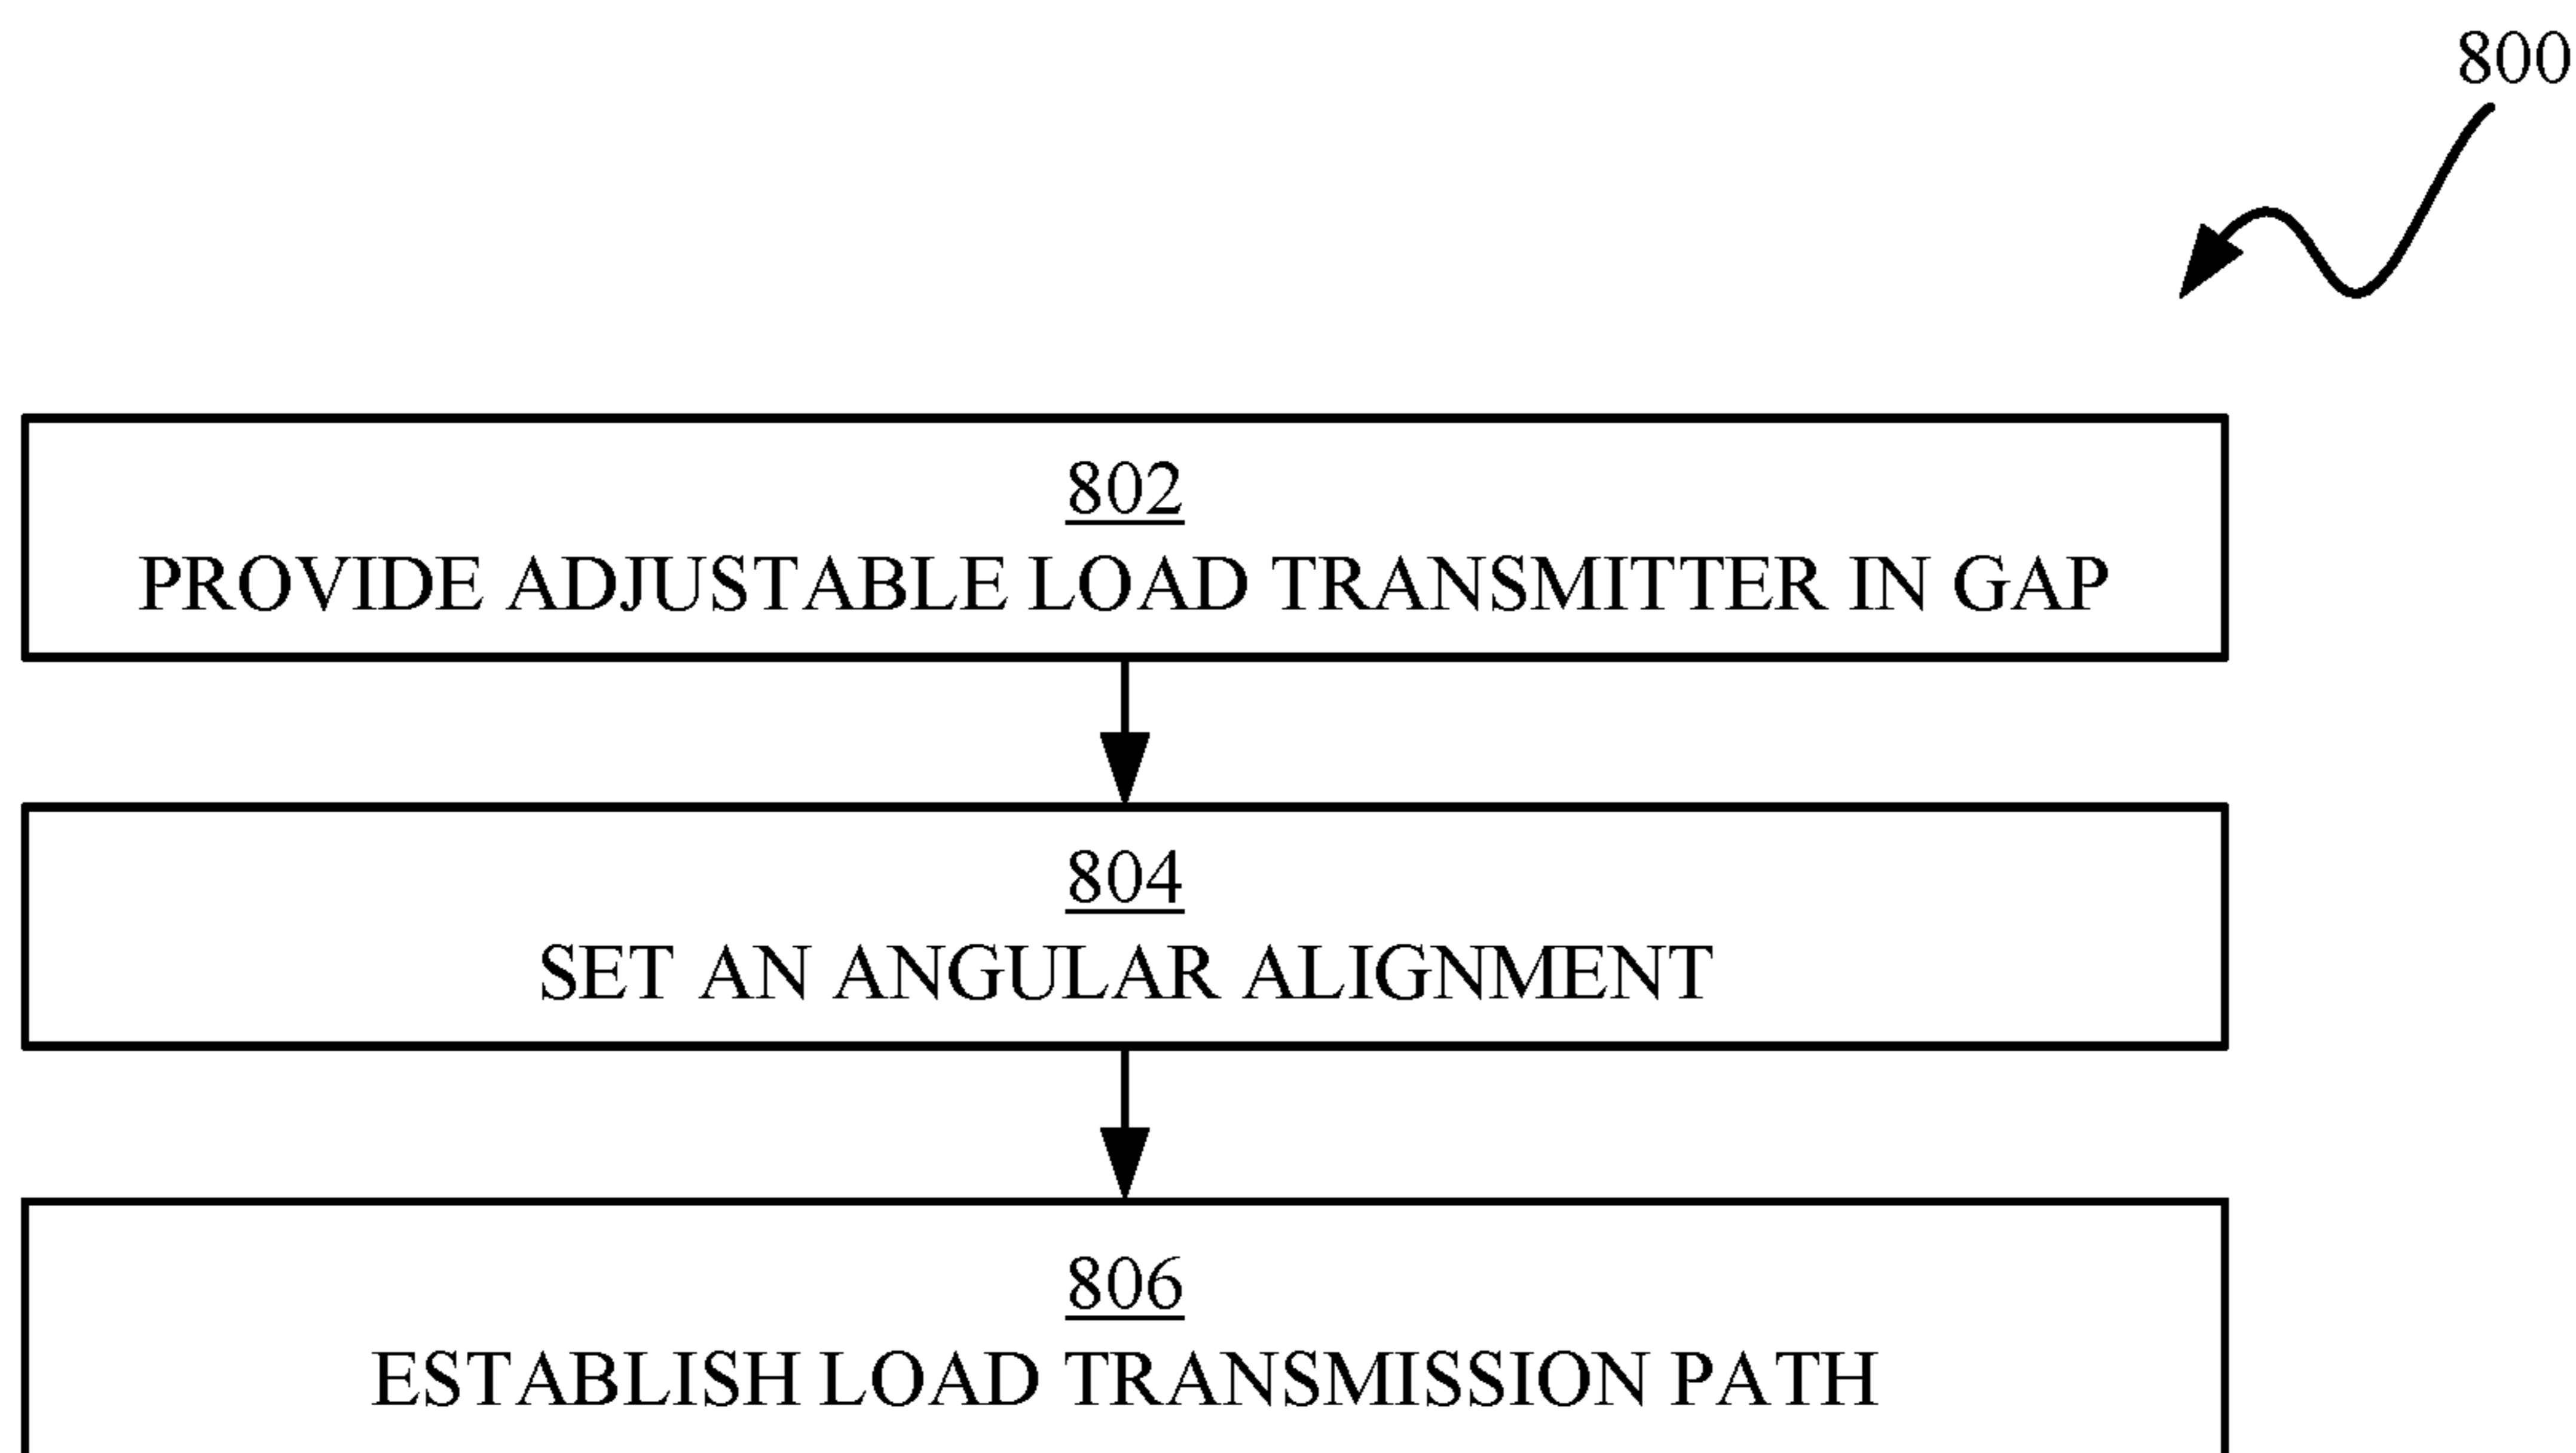 800
802
PROVIDE ADJUSTABLE LOAD TRANSMITTER IN GAP
804
SET AN ANGULAR ALIGNMENT
806
ESTABLISH LOAD TRANSMISSION PATH